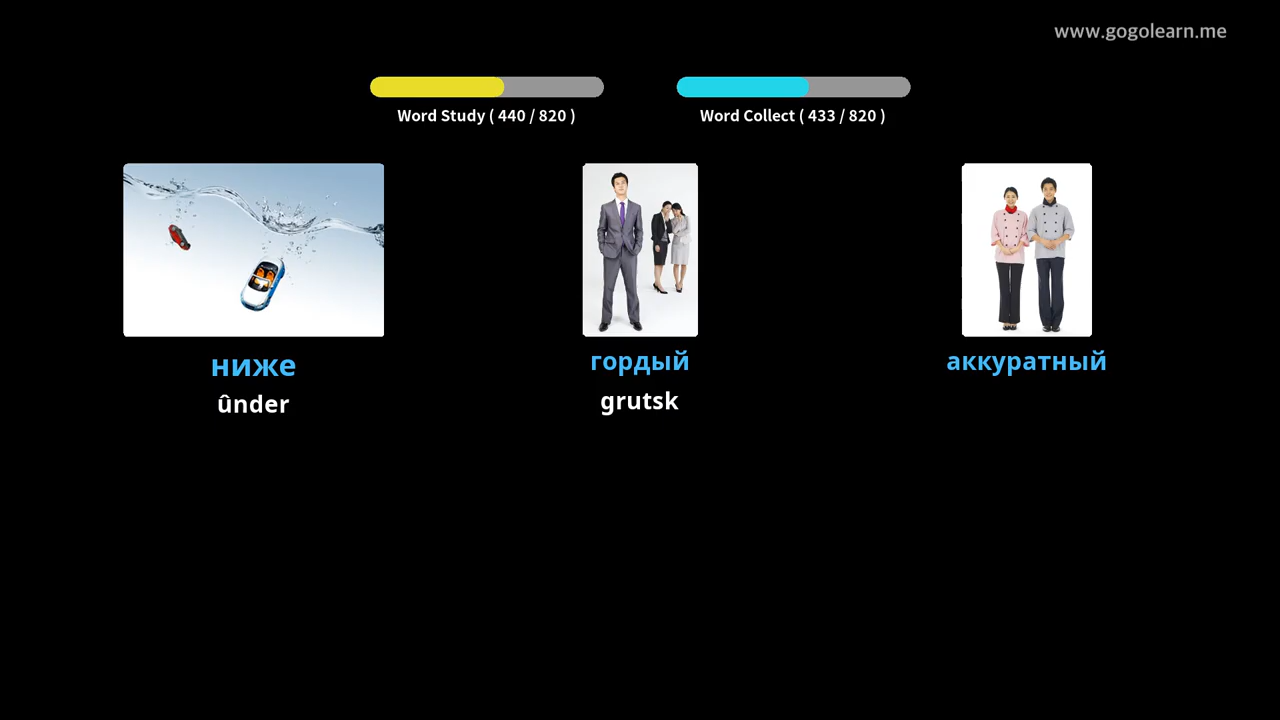 www.gogolearn.me
Word Study ( 440 / 820 )
Word Collect ( 433 / 820 )
ниже
ûnder
гордый
grutsk
аккуратный